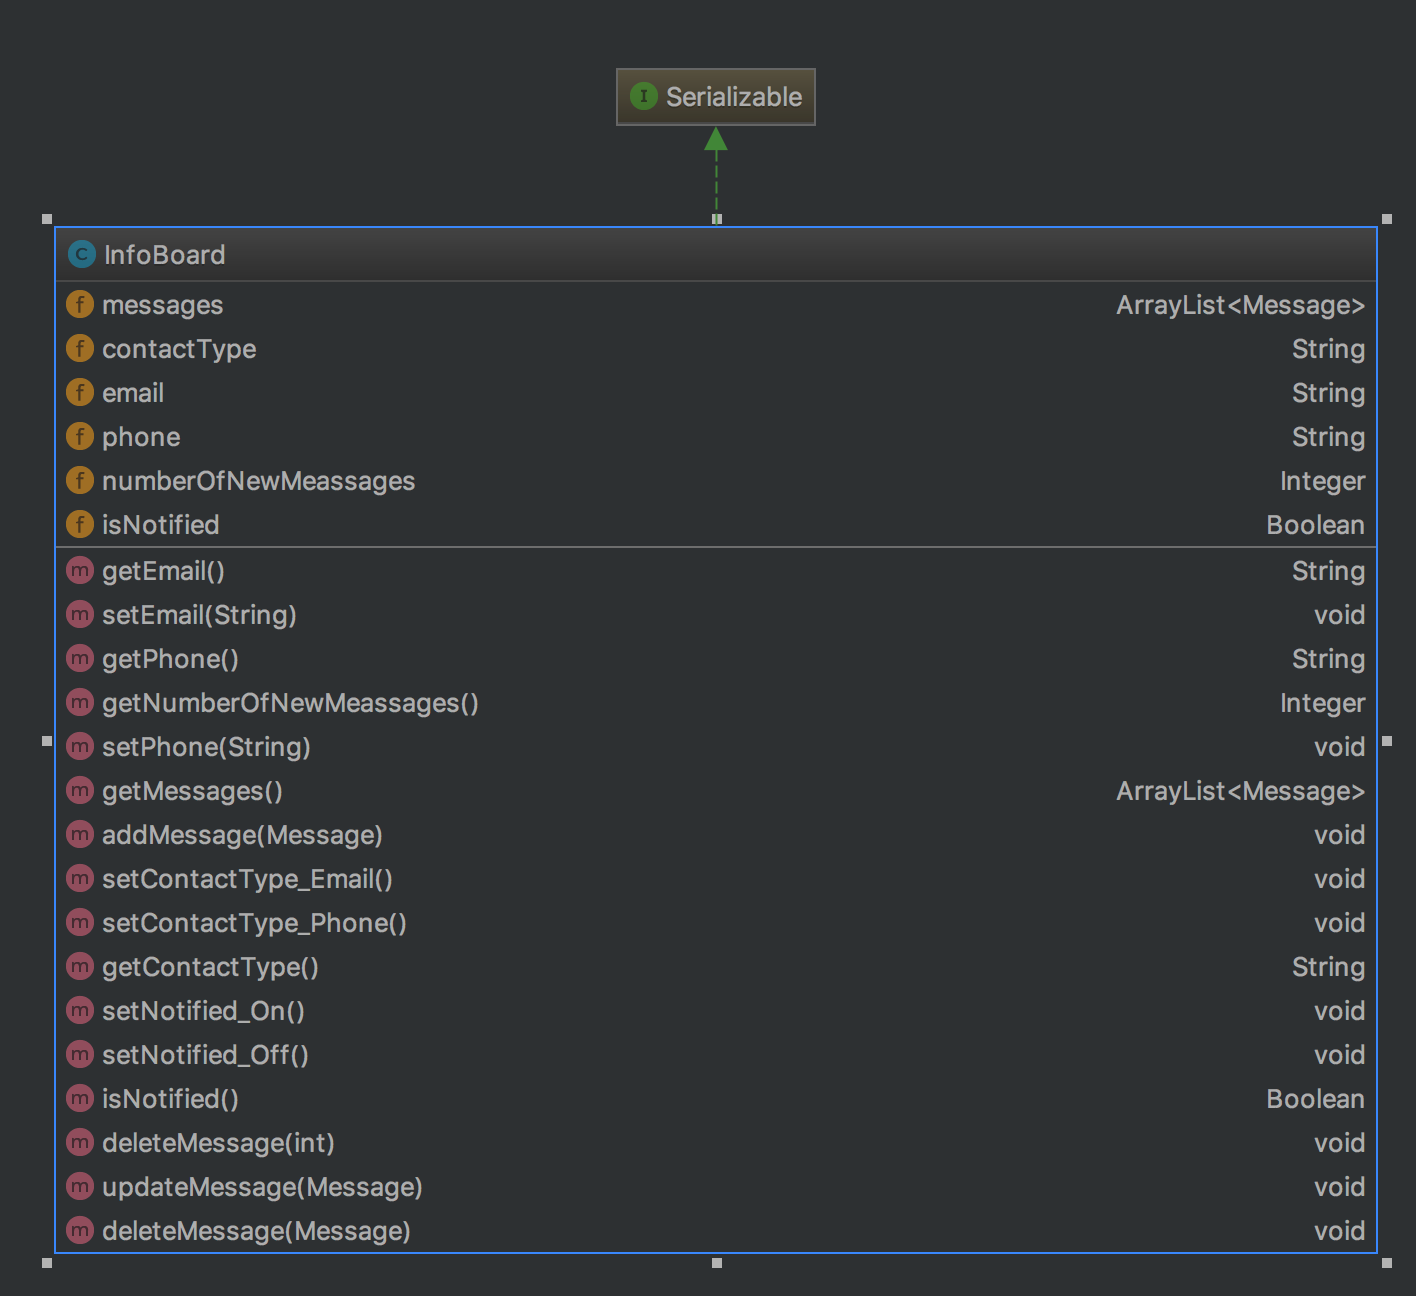 I Serializable
C InfoBoard
f messages ArrayList<Message>
f contactType String
f email String
f phone String
f numberOfNewMeassages Integer
f isNotified Boolean
m getEmail() String
m setEmail(String) void
m getPhone() String
m getNumberOfNewMeassages() Integer
m setPhone(String) void
m getMessages() ArrayList<Message>
m addMessage(Message) void
m setContactType_Email() void
m setContactType_Phone() void
m getContactType() String
m setNotified_On() void
m setNotified_Off() void
m isNotified() Boolean
m deleteMessage(int) void
m updateMessage(Message) void
m deleteMessage(Message) void